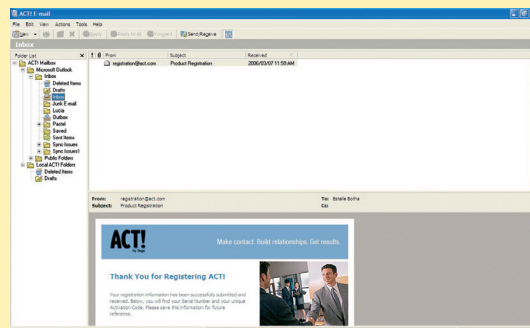 ACT! E-mail
File Edit View Actions Tools Help
New Reply Reply to All Forward Send/Receive
Inbox
Folder List
! From Subject Received
ACT! Mailbox
registration@act.com Product Registration 2006/03/07 11:59 AM
Microsoft Outlook
Inbox
Deleted Items
Drafts
Inbox
Junk E-mail
Lucia
Outbox
Pastel
Saved
Sent Items
Sync Issues
Sync Issues1
Public Folders
Local ACT! Folders
Deleted Items
Drafts
From: registration@act.com To: Estelle Botha
Subject: Product Registration Cc:
ACT!
by Sage
Make contact. Build relationships. Get results.
Thank You for Registering ACT!
Your registration information has been successfully submitted and
received. Below, you will find your Serial Number and your unique
Activation Code. Please save this information for future
reference.